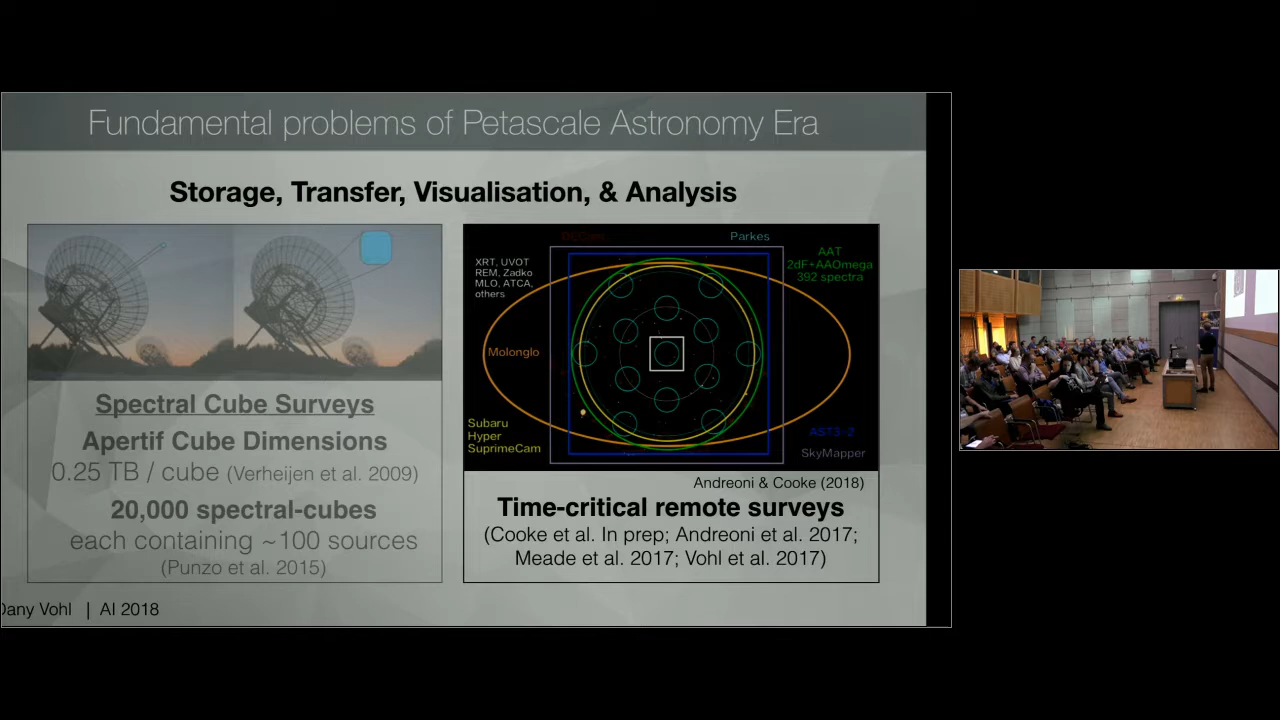 Fundamental problems of Petascale Astronomy Era
Storage, Transfer, Visualisation, & Analysis
Spectral Cube Surveys
Apertif Cube Dimensions
0.25 TB / cube (Verheijen et al. 2009)
20,000 spectral-cubes
each containing ~100 sources
(Punzo et al. 2015)
DECam
Parkes
XRT, UVOT
REM, Zadko
MLO, ATCA,
others
AAT
2dF+AAOmega
392 spectra
Molonglo
Subaru
Hyper
SuprimeCam
AST3-2
SkyMapper
Andreoni & Cooke (2018)
Time-critical remote surveys
(Cooke et al. In prep; Andreoni et al. 2017;
Meade et al. 2017; Vohl et al. 2017)
Dany Vohl | AI 2018